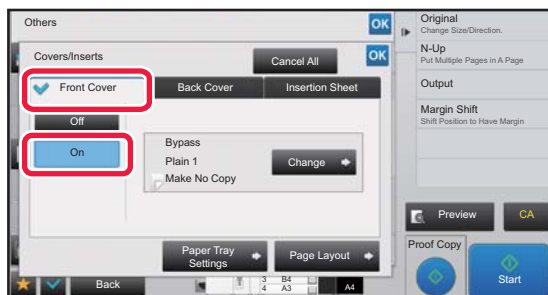 Others
OK
Covers/Inserts
Cancel All
OK
Front Cover
Back Cover
Insertion Sheet
Off
On
Bypass
Plain 1
Make No Copy
Change
Paper Tray
Settings
Page Layout
Back
3 B4
4 A3
A4
Original
Change Size/Direction.
N-Up
Put Multiple Pages in A Page
Output
Margin Shift
Shift Position to Have Margin
Preview
CA
Proof Copy
Start